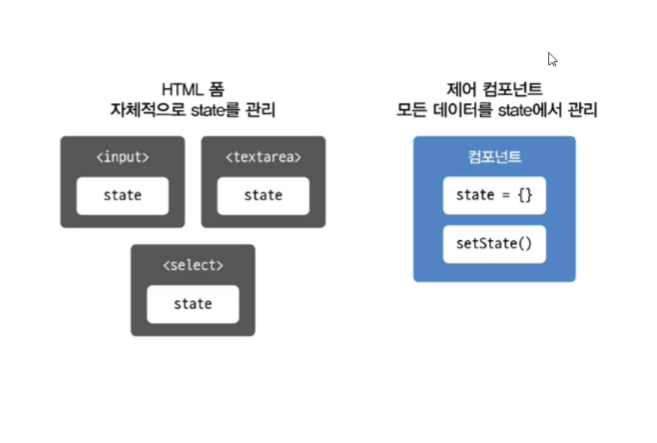 HTML 폼
자체적으로 state를 관리
<input>
state
<textarea>
state
<select>
state
제어 컴포넌트
모든 데이터를 state에서 관리
컴포넌트
state = {}
setState()